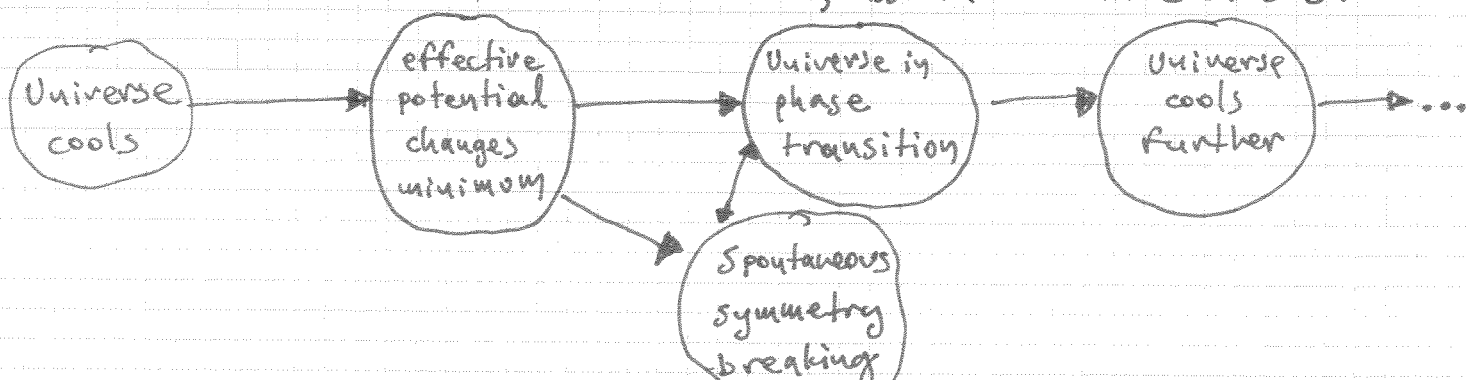 Universe
cools
effective
potential
changes
minimum
Universe in
phase
transition
Universe
cools
further
...
Spontaneous
symmetry
breaking